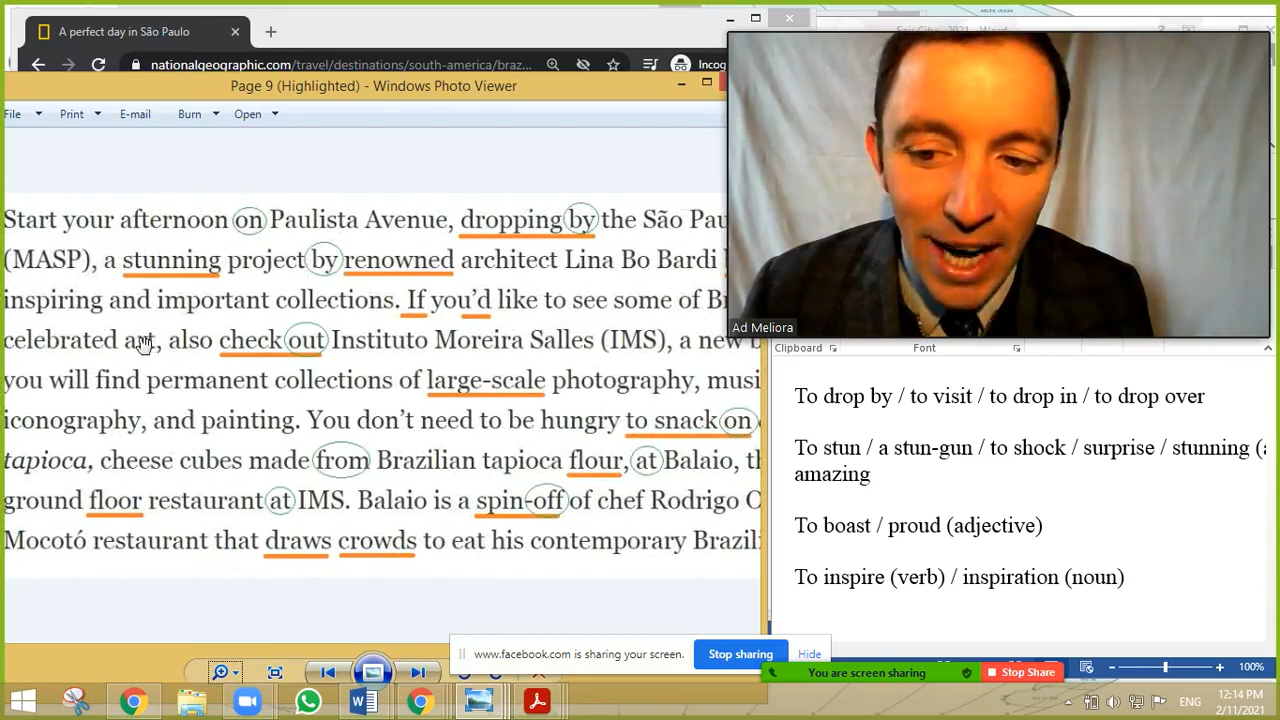 A perfect day in São Paulo
nationalgeographic.com/travel/destinations/south-america/braz...
Incog
Page 9 (Highlighted) - Windows Photo Viewer
File Print E-mail Burn Open
Start your afternoon on Paulista Avenue, dropping by the São Pau
(MASP), a stunning project by renowned architect Lina Bo Bardi
inspiring and important collections. If you’d like to see some of Br
celebrated art, also check out Instituto Moreira Salles (IMS), a new b
you will find permanent collections of large-scale photography, musi
iconography, and painting. You don’t need to be hungry to snack on
tapioca, cheese cubes made from Brazilian tapioca flour, at Balaio, th
ground floor restaurant at IMS. Balaio is a spin-off of chef Rodrigo O
Mocotó restaurant that draws crowds to eat his contemporary Brazil
Ad Meliora
Clipboard Font
To drop by / to visit / to drop in / to drop over
To stun / a stun-gun / to shock / surprise / stunning (a
amazing
To boast / proud (adjective)
To inspire (verb) / inspiration (noun)
www.facebook.com is sharing your screen. Stop sharing Hide
You are screen sharing Stop Share
100%
ENG
12:14 PM
2/11/2021